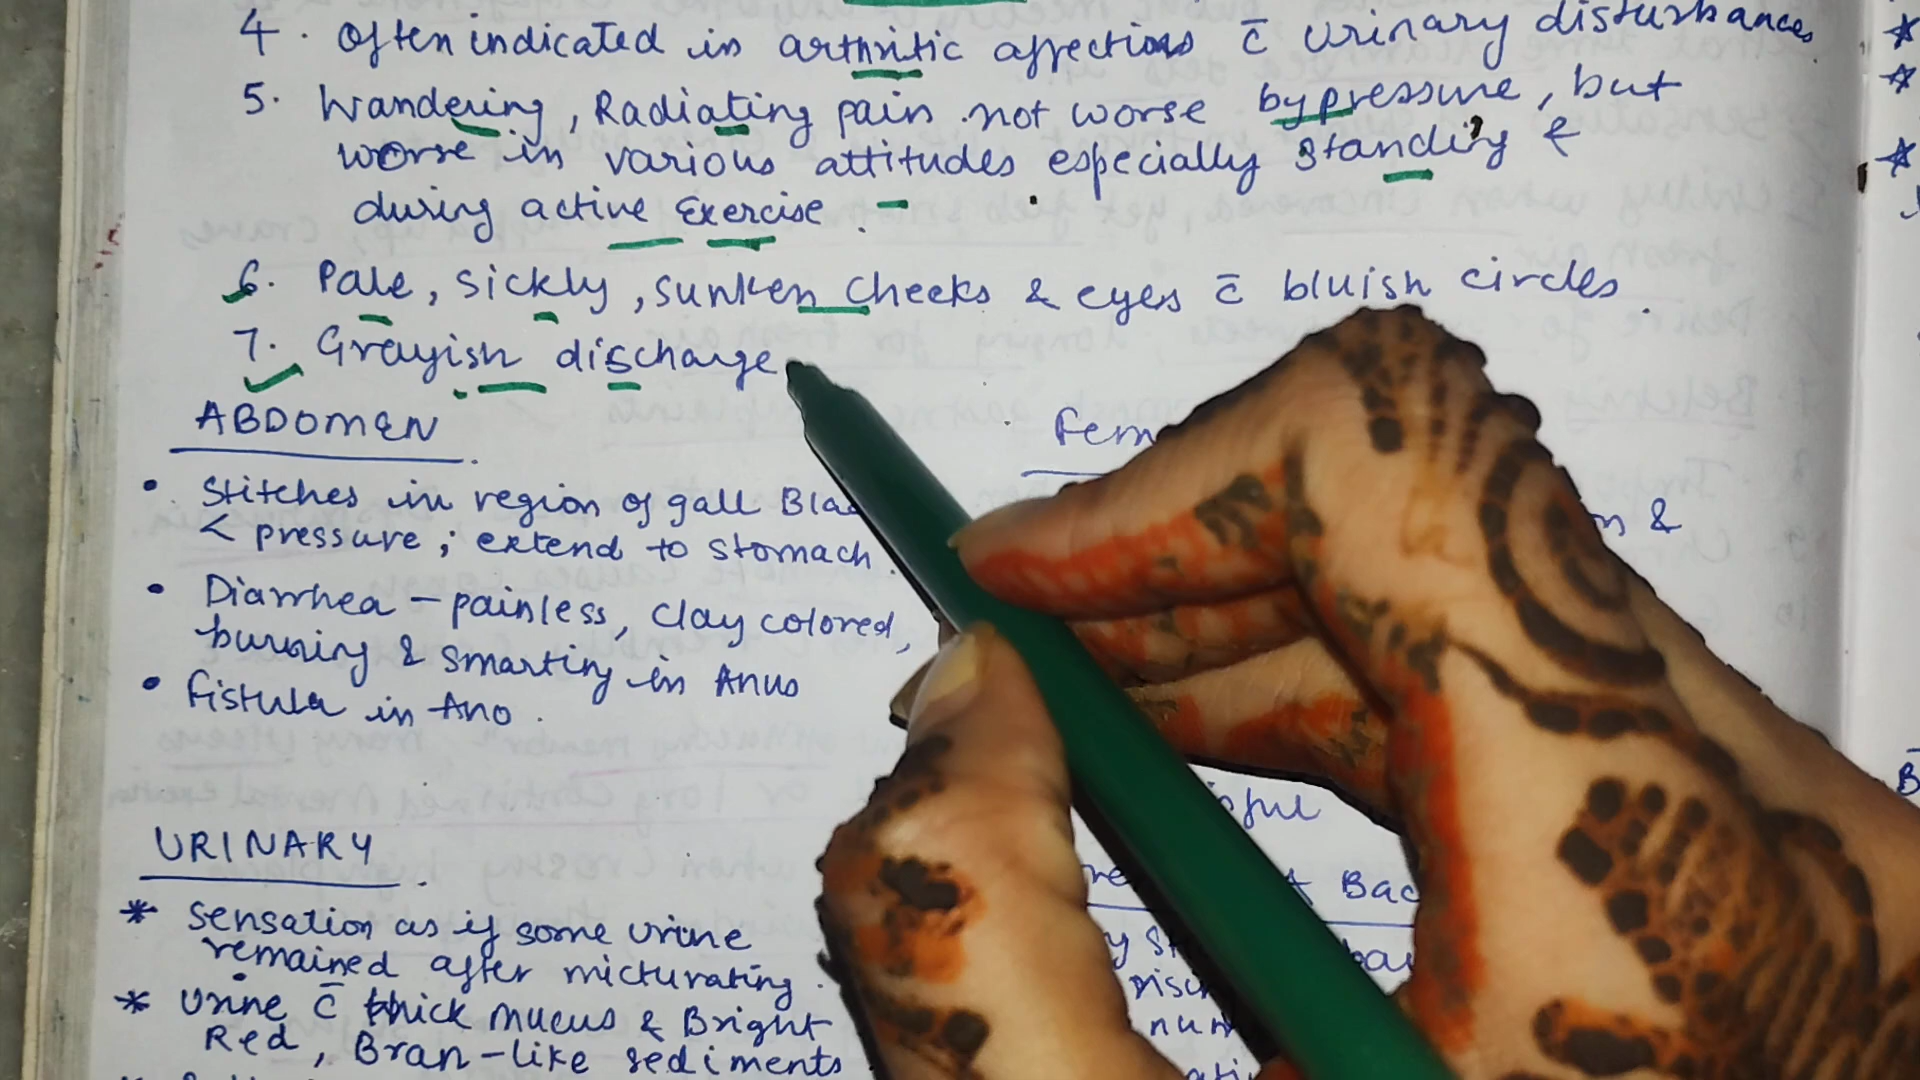 4. Often indicated in arthritic affections c̄ urinary disturbances
5. Wandering, Radiating pain not worse by pressure, but
worse in various attitudes especially standing &
during active Exercise.
6. Pale, sickly, sunken cheeks & eyes c̄ bluish circles.
7. Grayish discharge
ABDOMEN
• Stitches in region of gall
< pressure; extend to stomach.
• Diarrhea - painless, clay colored,
burning & smarting in Anus
• fistula in Ano.
&
URINARY
* sensation as if some urine
remained after micturating.
* Urine c̄ thick mucus & Bright
Red, Bran-like sediments